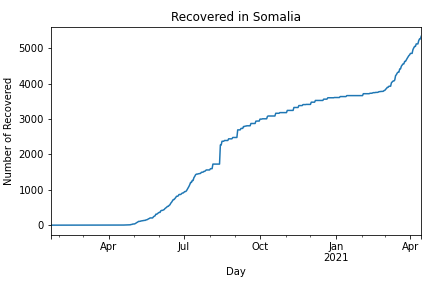 Recovered in Somalia
Number of Recovered
5000
4000
3000
2000
1000
0
Apr Jul Oct Jan Apr
2021
Day